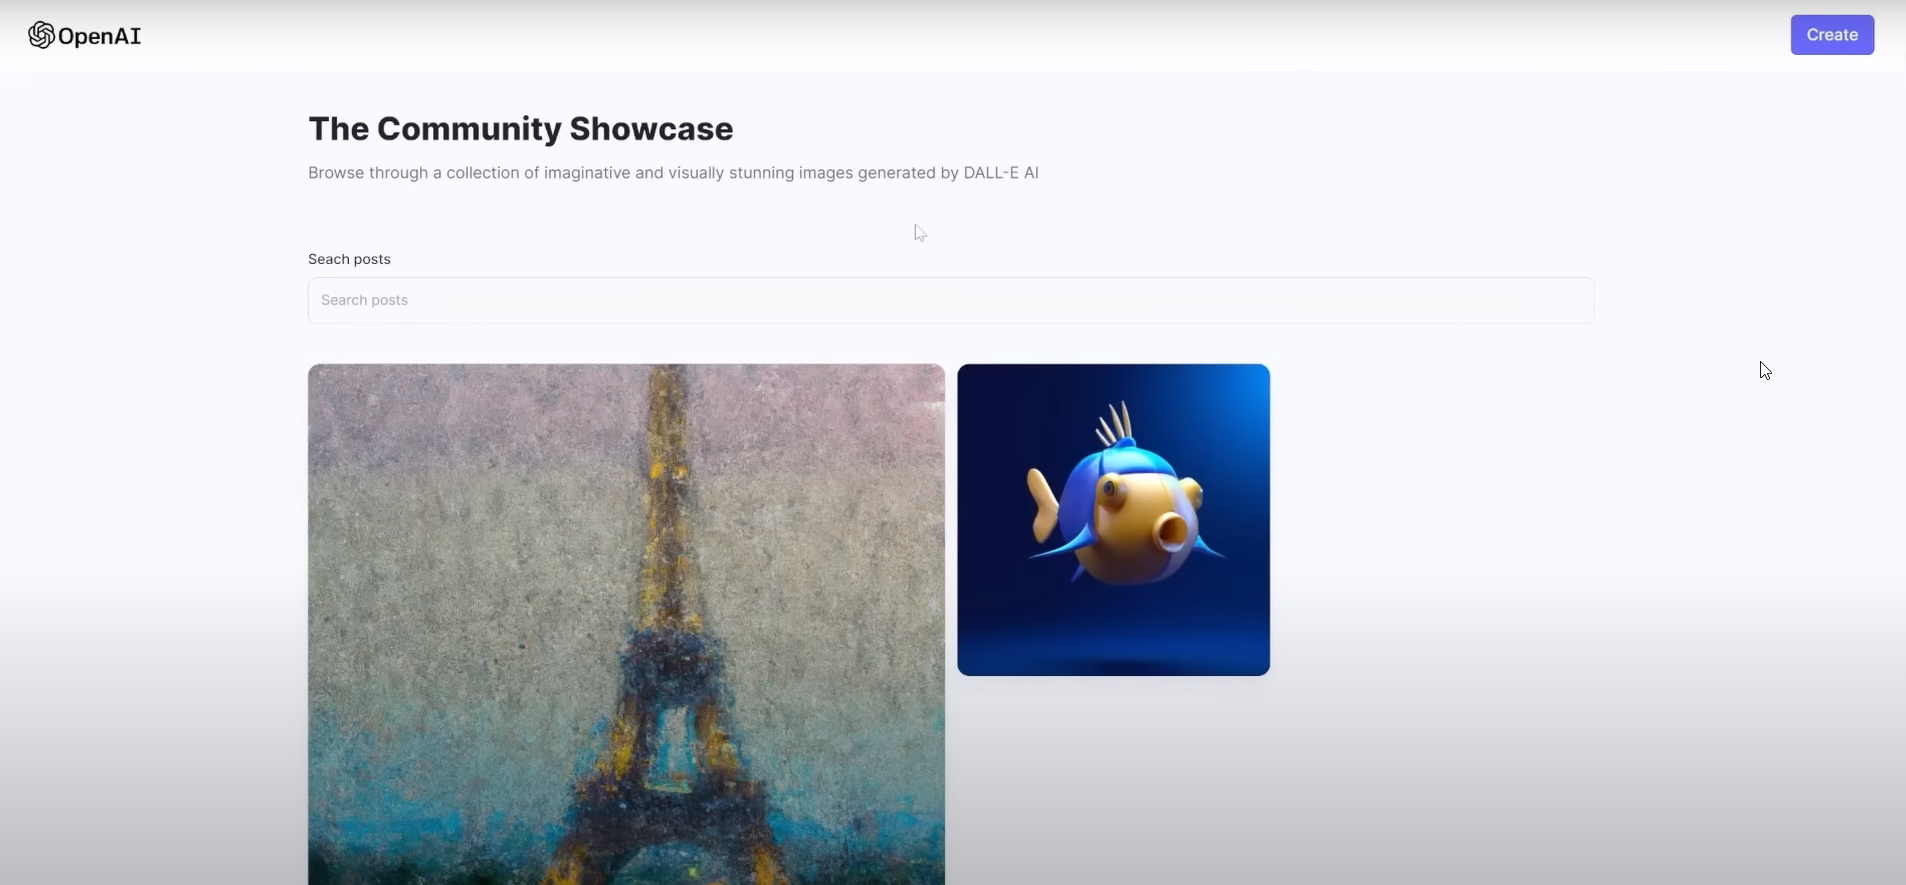 OpenAI
Create
The Community Showcase
Browse through a collection of imaginative and visually stunning images generated by DALL-E AI
Seach posts
Search posts